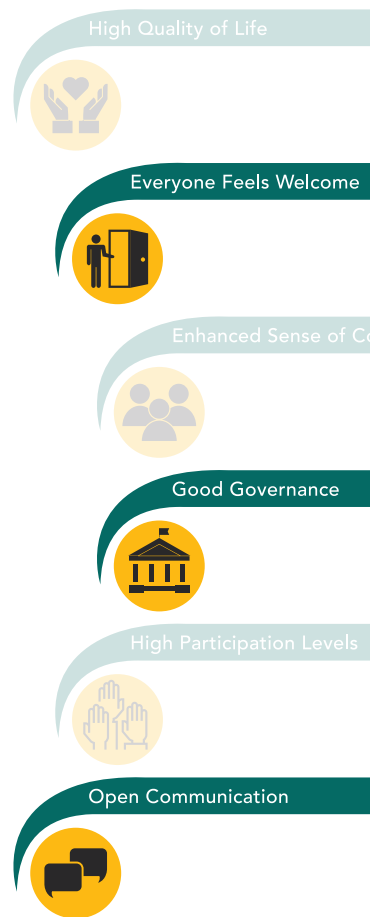 High Quality of Life
Everyone Feels Welcome
Enhanced Sense of
Good Governance
High Participation Levels
Open Communication